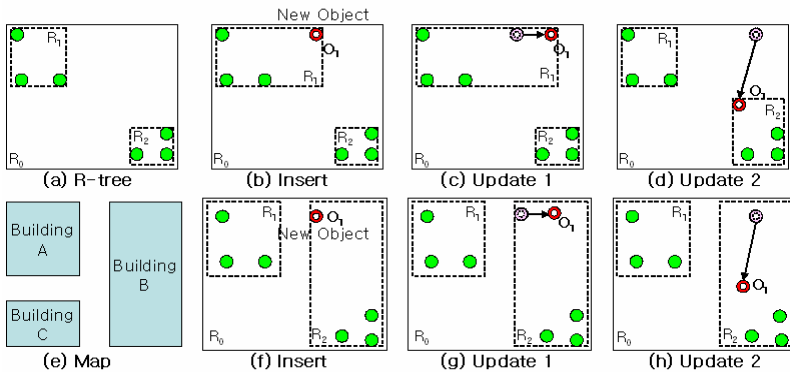 New Object
R₁
R₂
R₀
(a) R-tree
O₁
R₁
R₂
R₀
(b) Insert
O₁
R₁
R₂
R₀
(c) Update 1
R₁
O₁
R₂
R₀
(d) Update 2
Building
A
Building
B
Building
C
(e) Map
R₁
O₁
New Object
R₀
R₂
(f) Insert
R₁
O₁
R₀
R₂
(g) Update 1
R₁
O₁
R₀
R₂
(h) Update 2